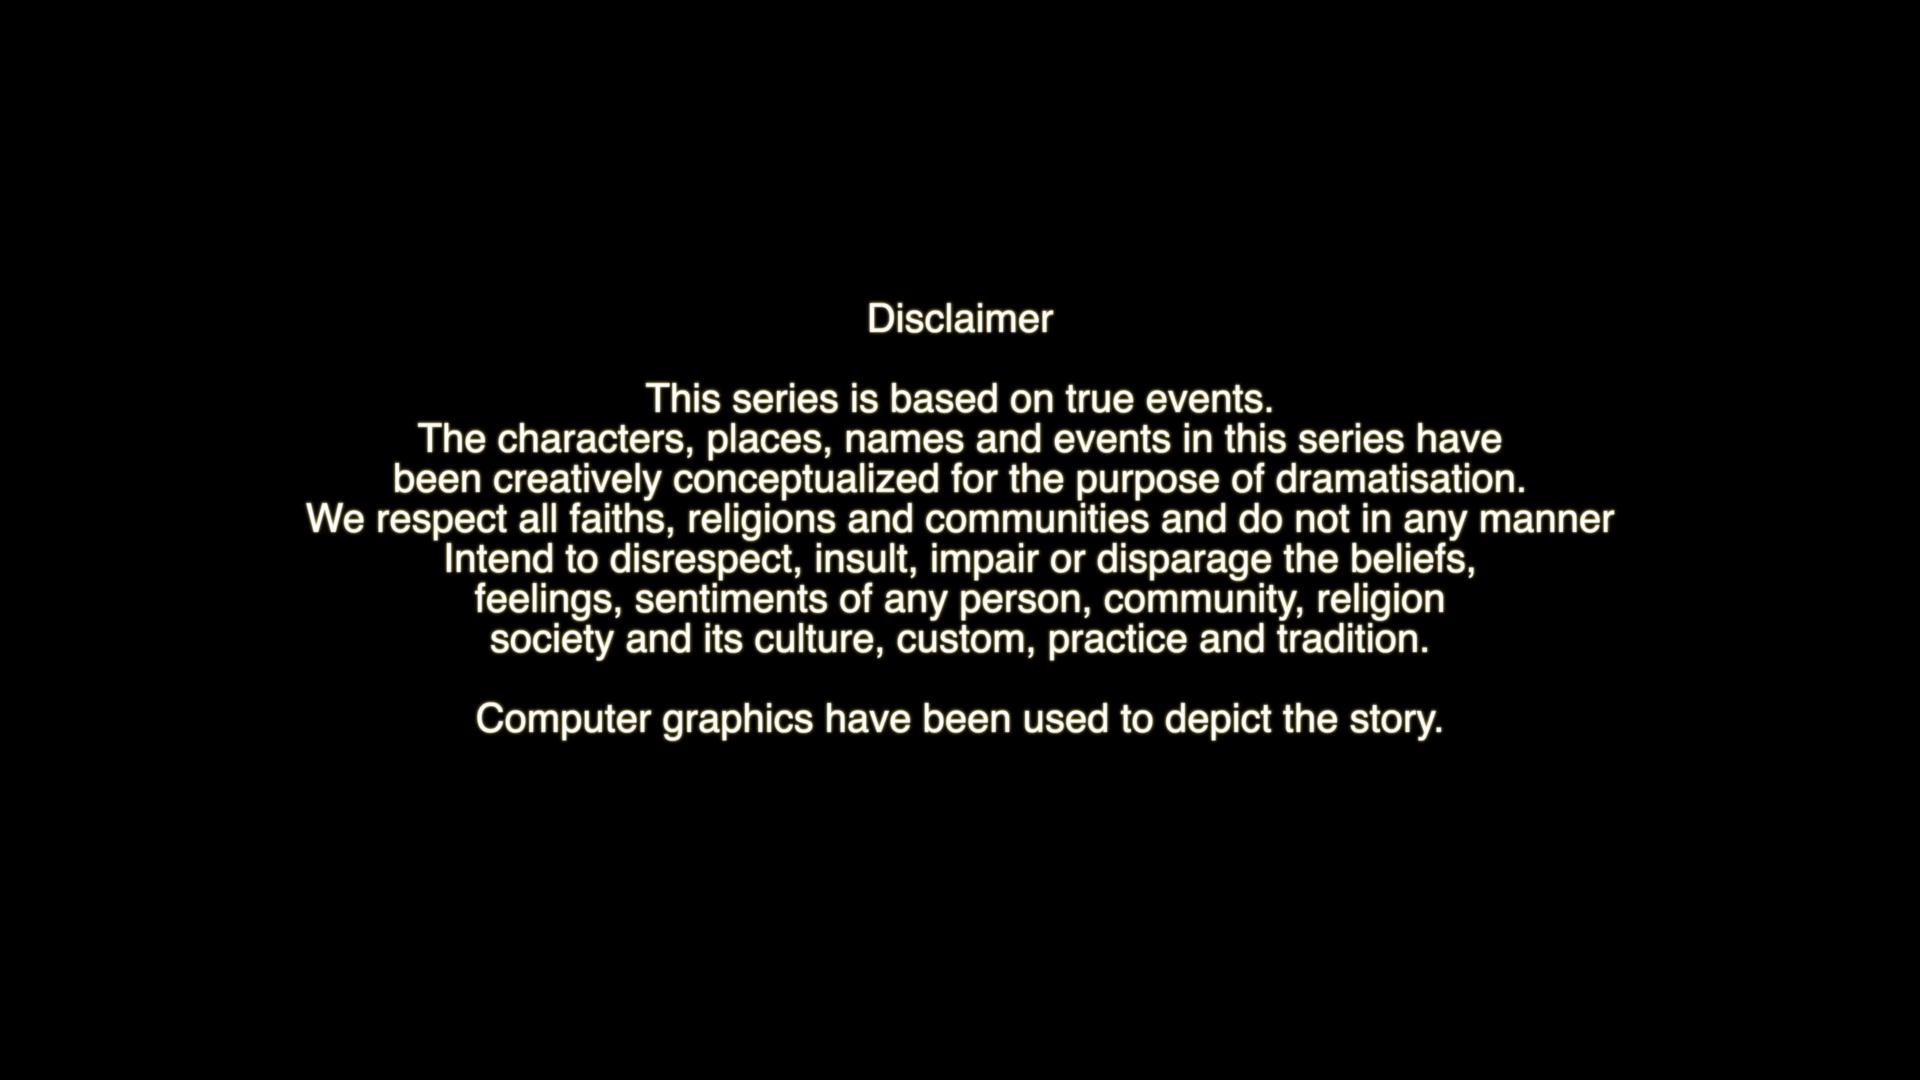 Disclaimer
This series is based on true events.
The characters, places, names and events in this series have
been creatively conceptualized for the purpose of dramatisation.
We respect all faiths, religions and communities and do not in any manner
Intend to disrespect, insult, impair or disparage the beliefs,
feelings, sentiments of any person, community, religion
society and its culture, custom, practice and tradition.
Computer graphics have been used to depict the story.